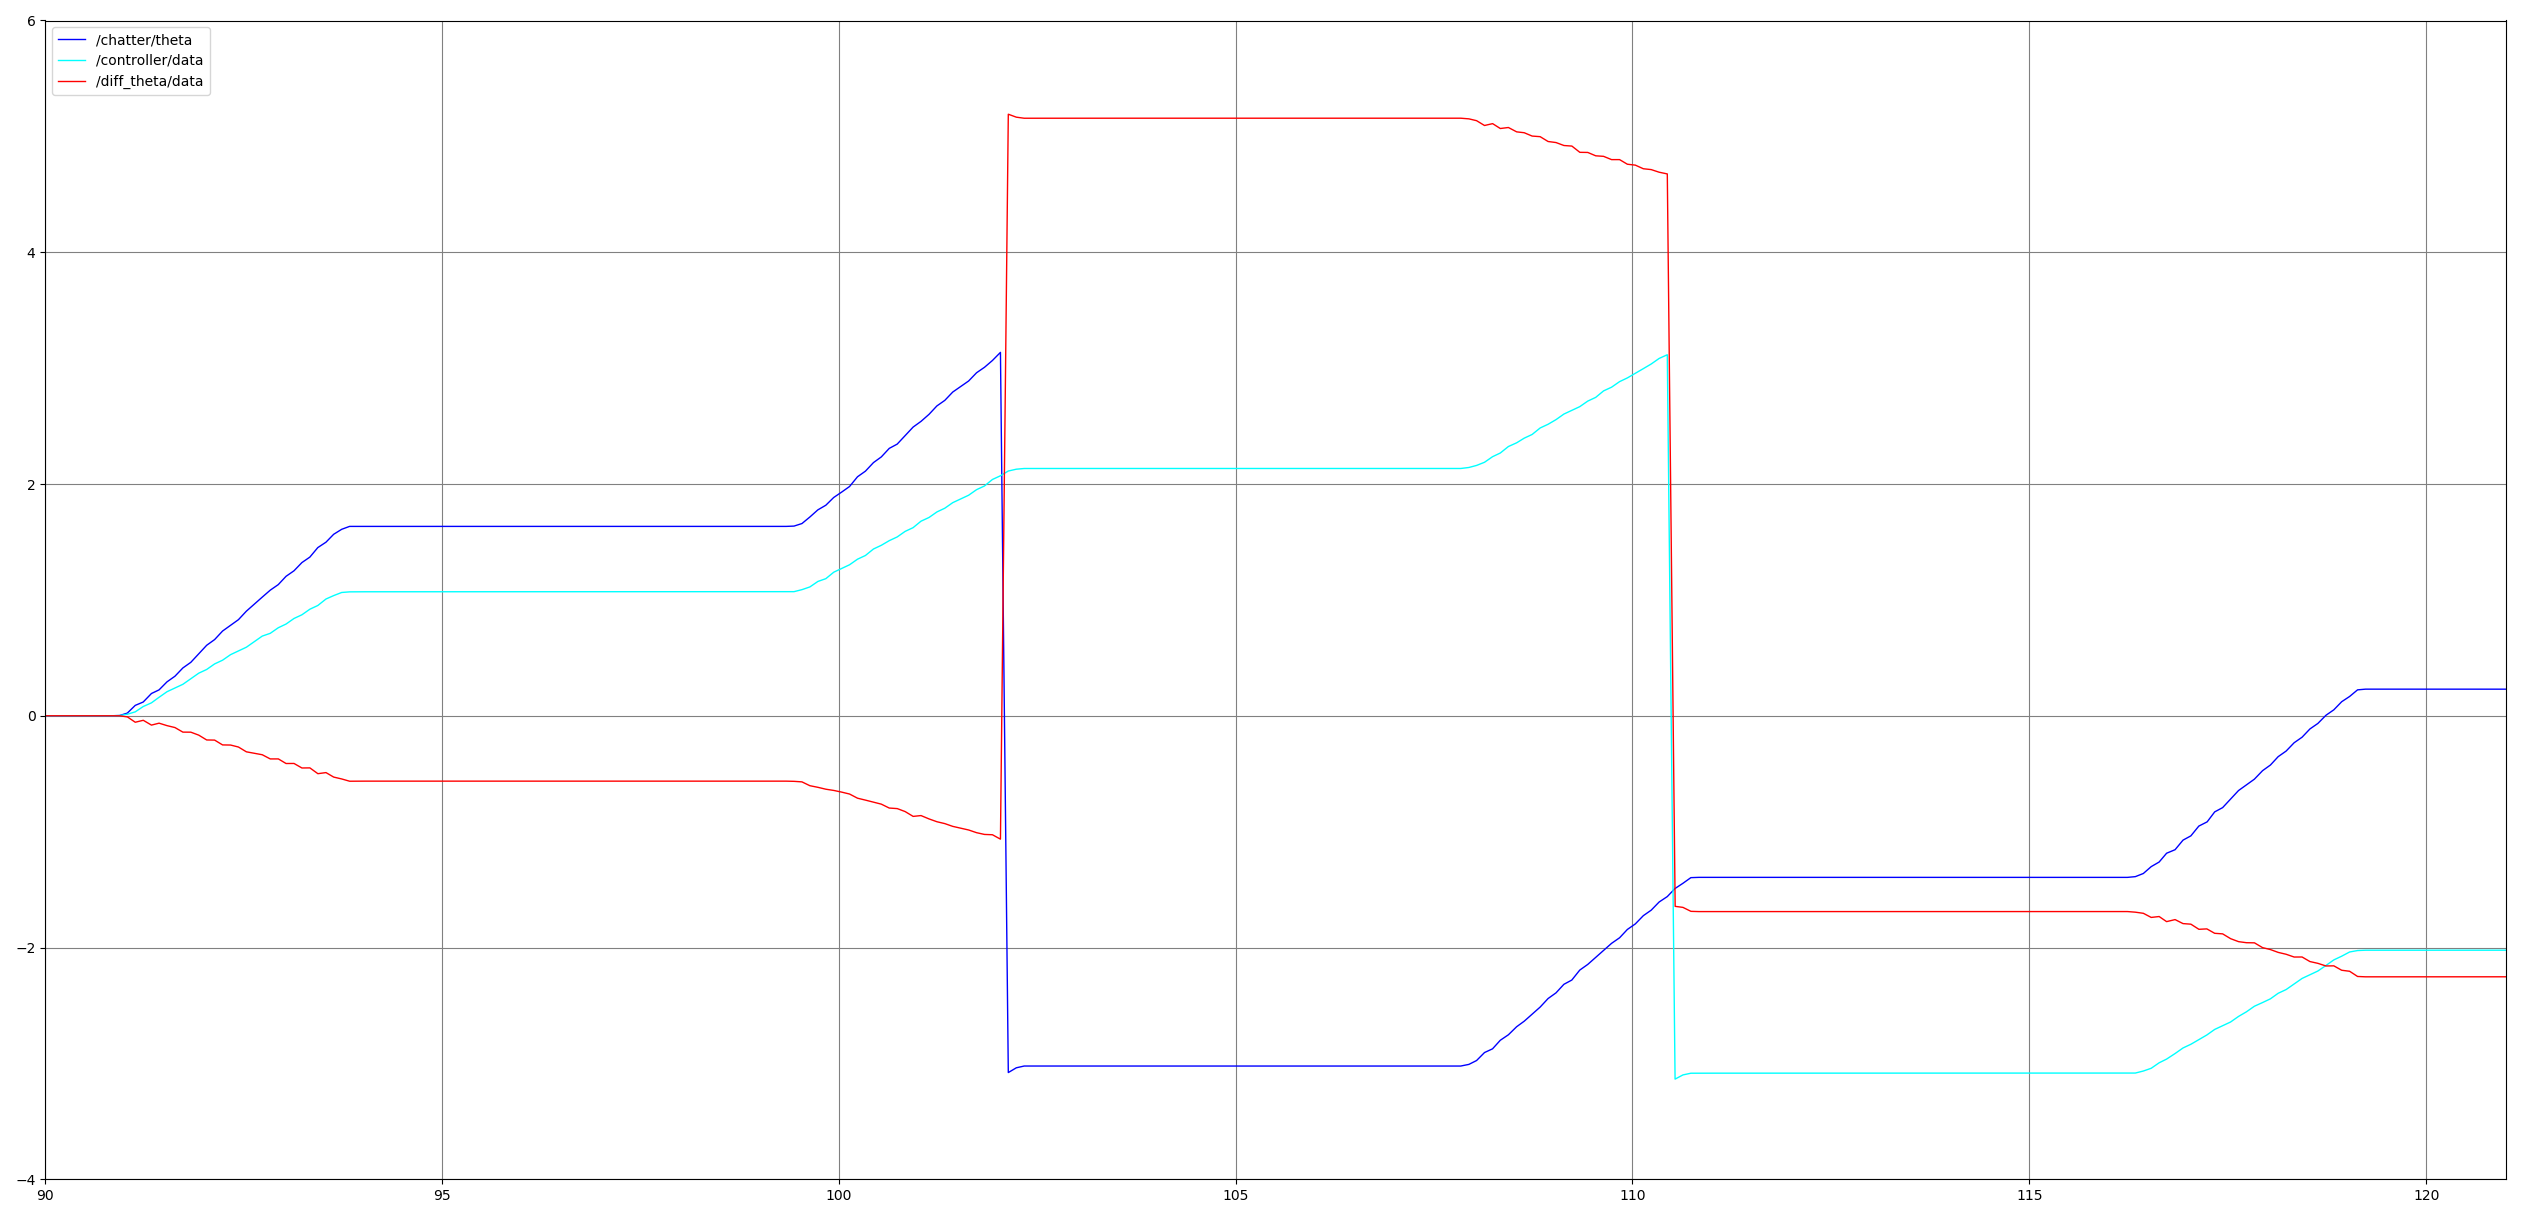 6
/chatter/theta
/controller/data
/diff_theta/data
4
2
0
−2
−4
90 95 100 105 110 115 120